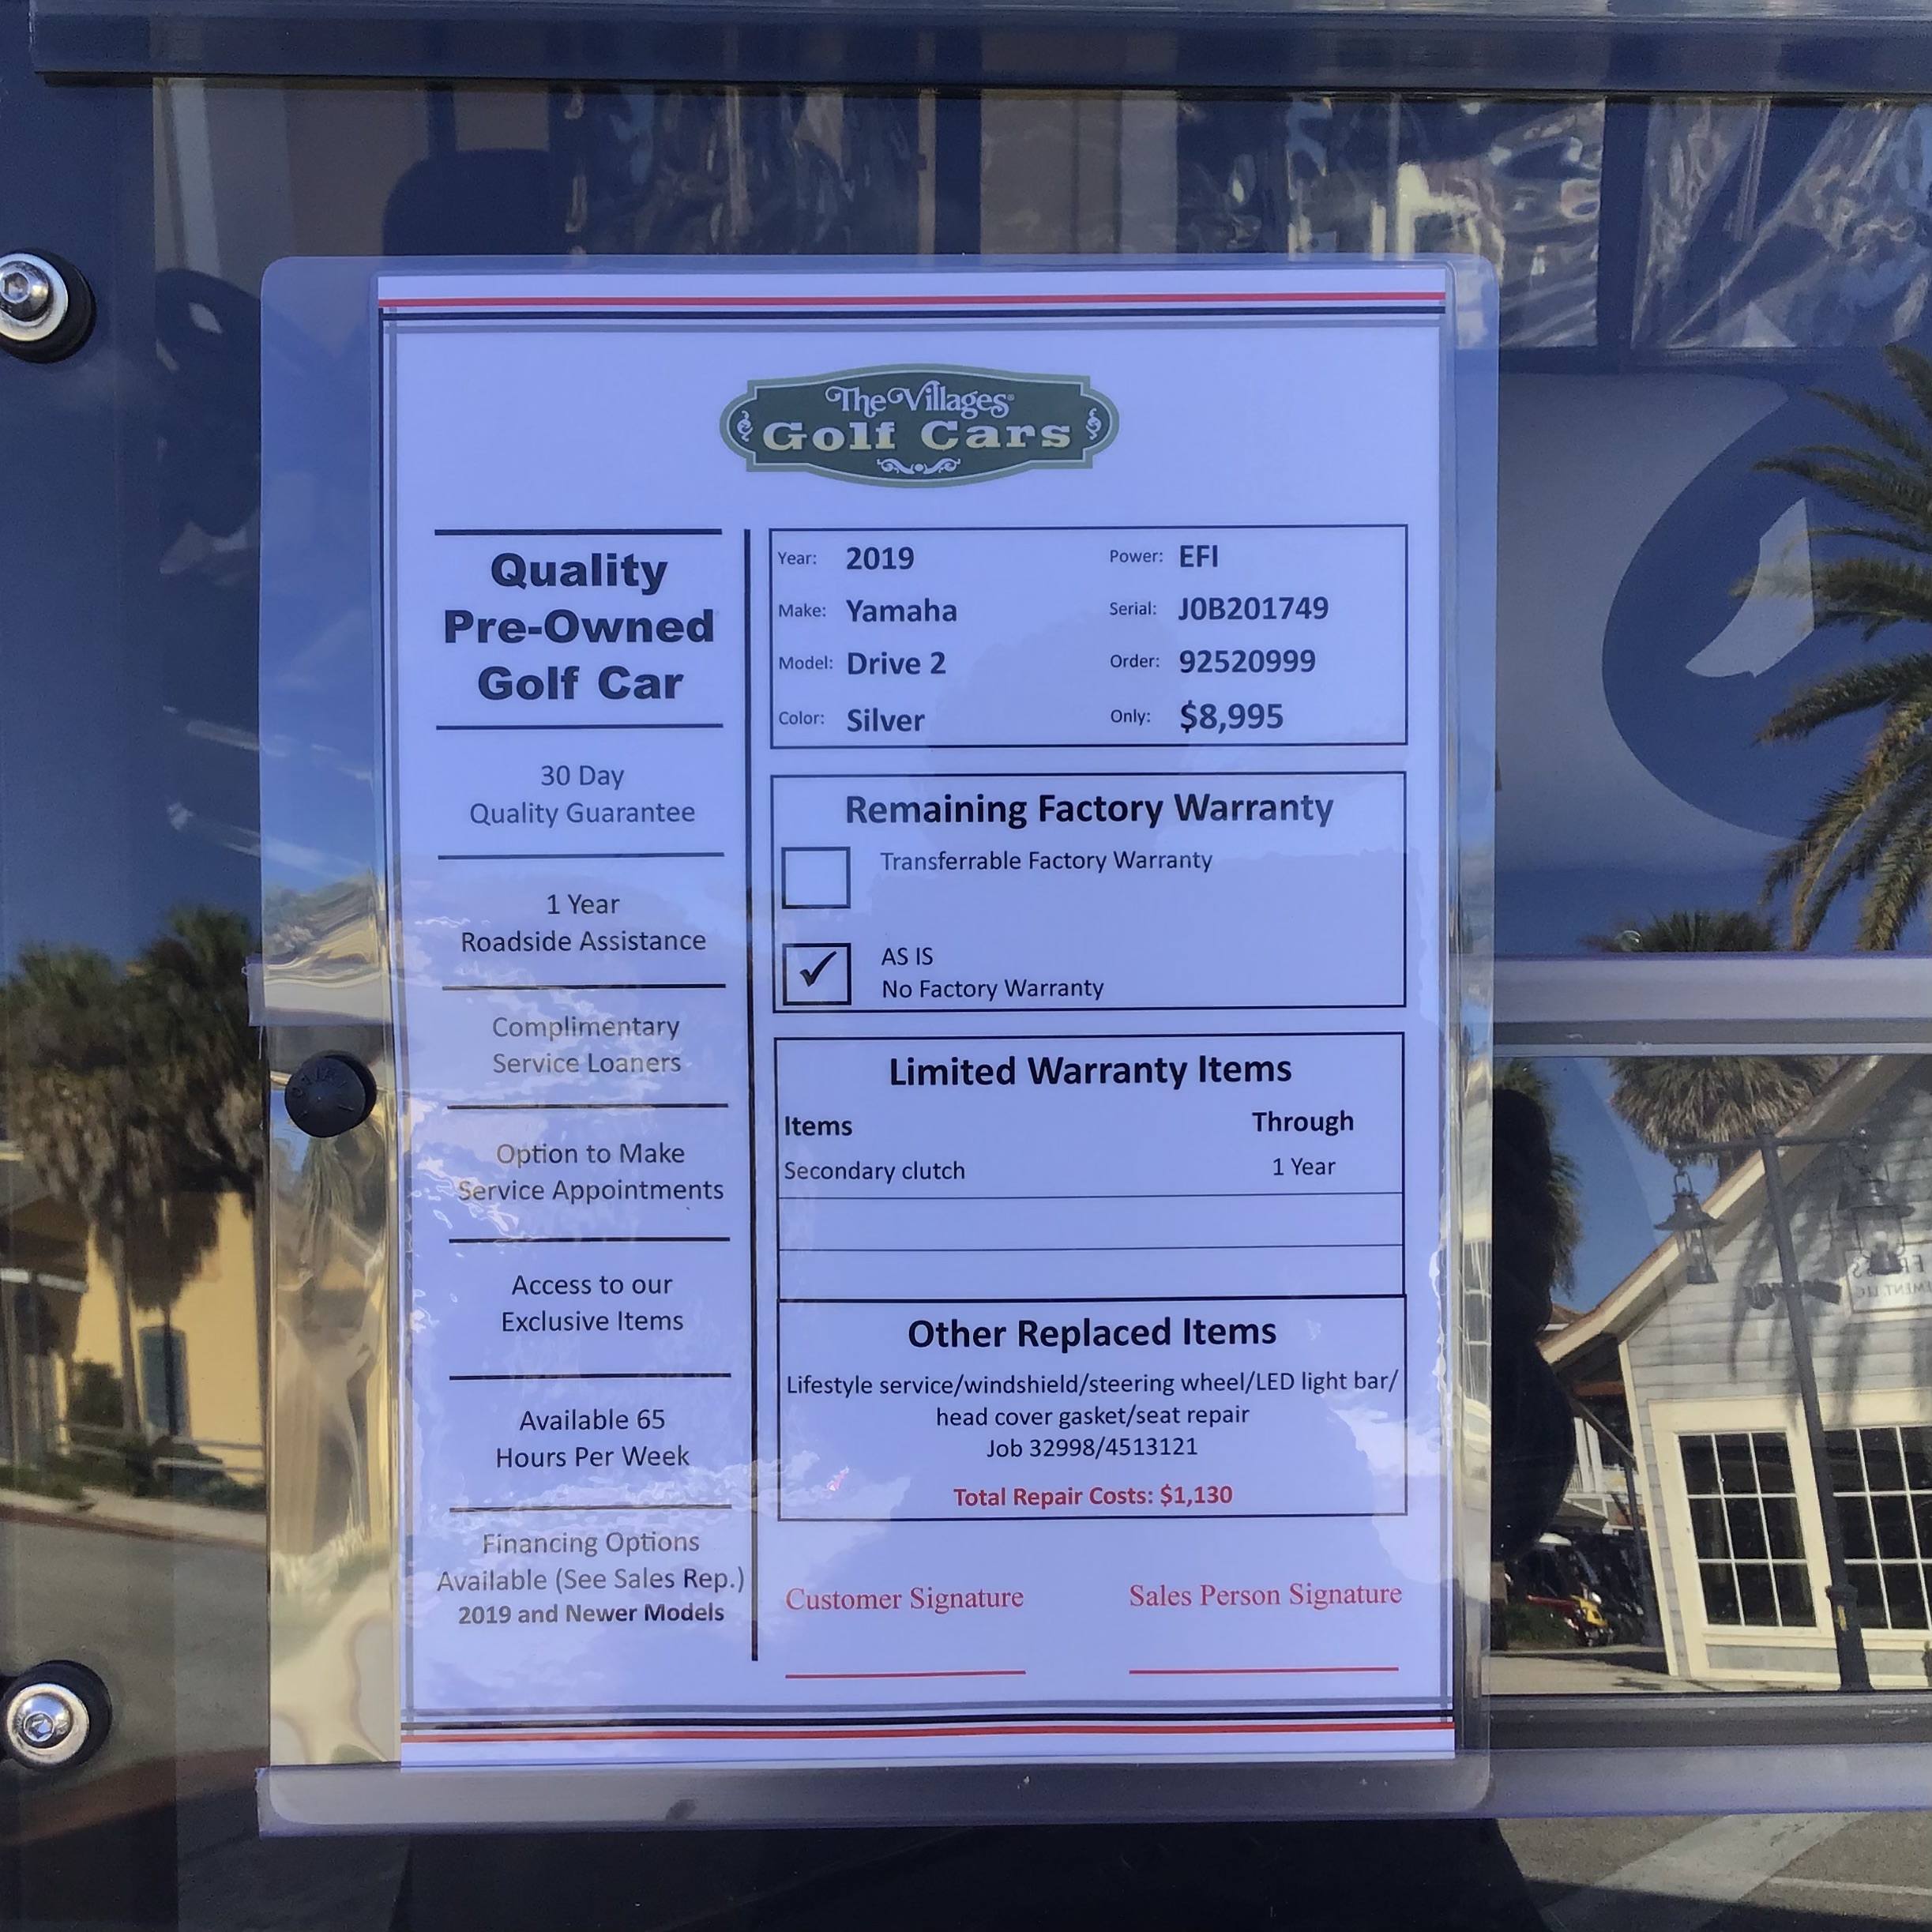 The Villages®
Golf Cars
Quality
Pre-Owned
Golf Car
30 Day
Quality Guarantee
1 Year
Roadside Assistance
Complimentary
Service Loaners
Option to Make
Service Appointments
Access to our
Exclusive Items
Available 65
Hours Per Week
Financing Options
Available (See Sales Rep.)
2019 and Newer Models
Year: 2019 Power: EFI
Make: Yamaha Serial: J0B201749
Model: Drive 2 Order: 92520999
Color: Silver Only: $8,995
Remaining Factory Warranty
Transferrable Factory Warranty
✓ AS IS
No Factory Warranty
Limited Warranty Items
Items Through
Secondary clutch 1 Year
Other Replaced Items
Lifestyle service/windshield/steering wheel/LED light bar/
head cover gasket/seat repair
Job 32998/4513121
Total Repair Costs: $1,130
Customer Signature Sales Person Signature